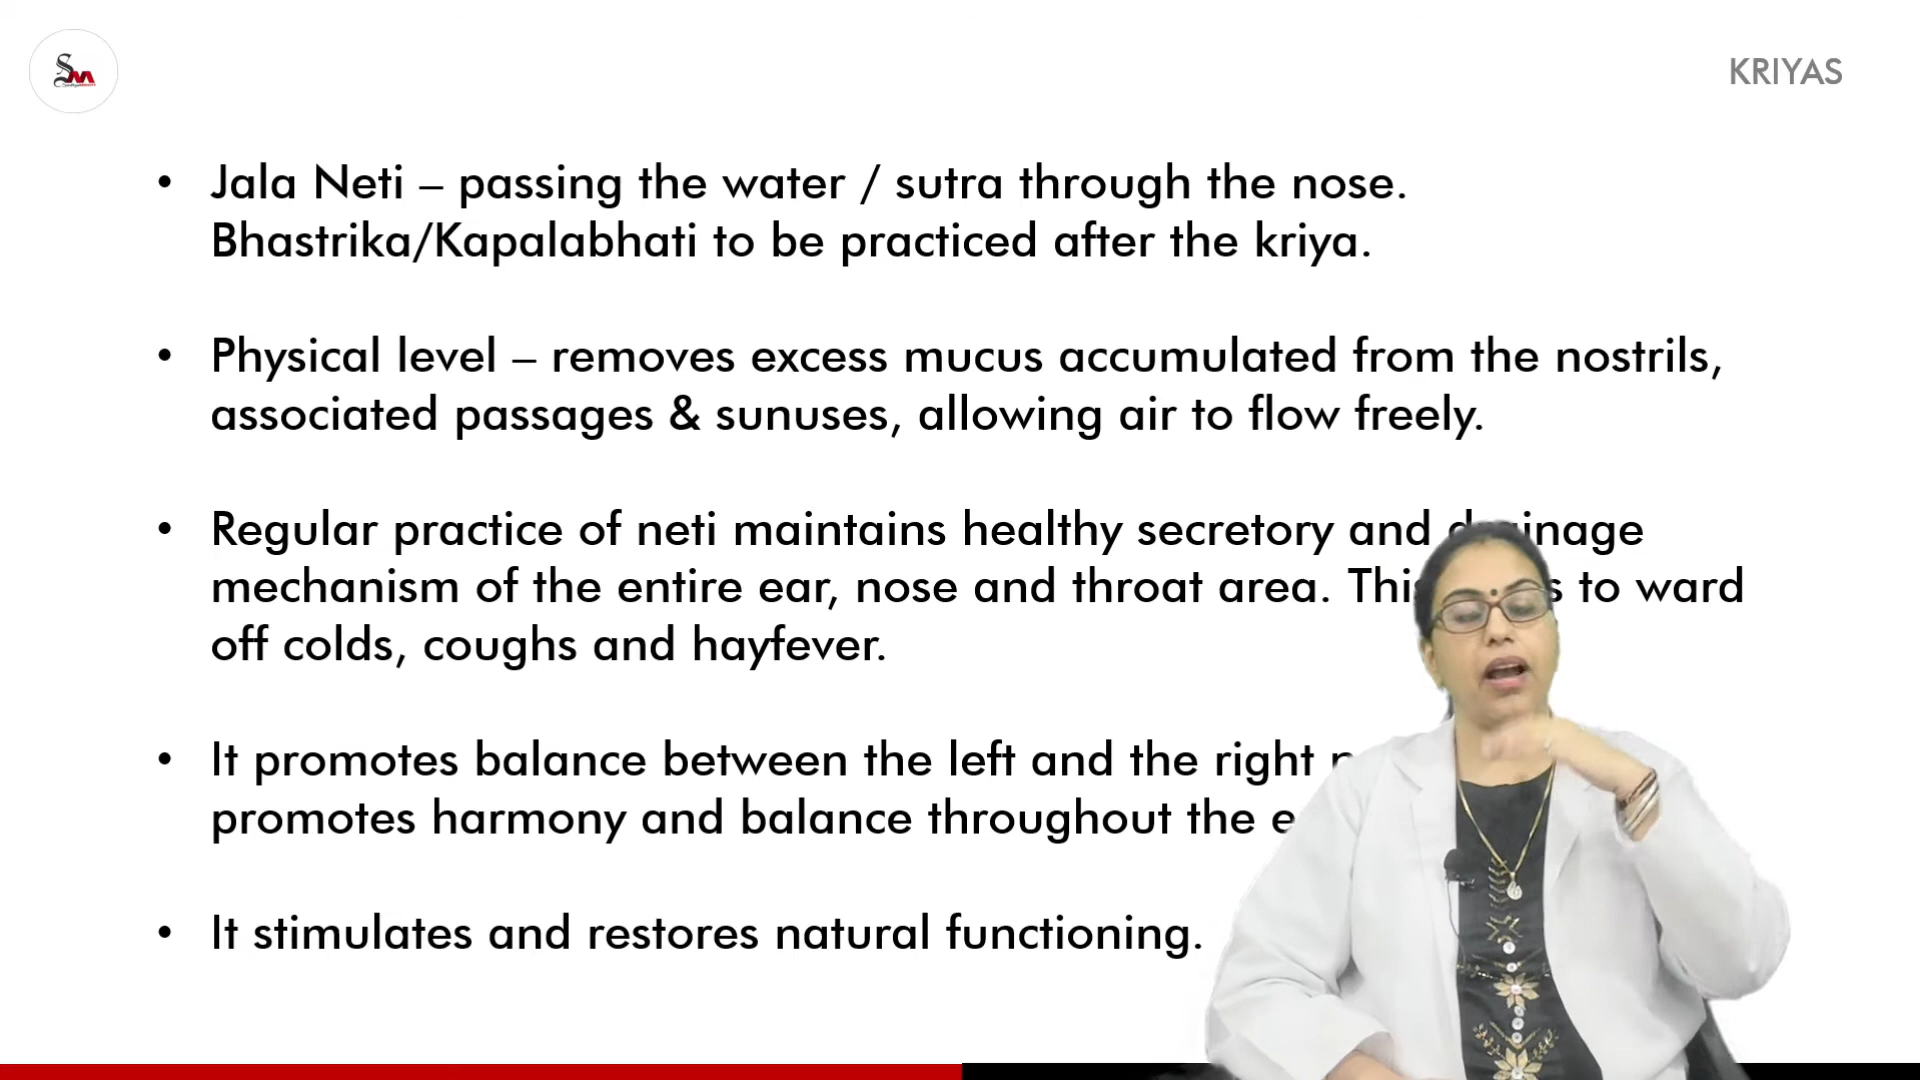 KRIYAS
• Jala Neti – passing the water / sutra through the nose.
Bhastrika/Kapalabhati to be practiced after the kriya.
• Physical level – removes excess mucus accumulated from the nostrils,
associated passages & sunuses, allowing air to flow freely.
• Regular practice of neti maintains healthy secretory and
mechanism of the entire ear, nose and throat area. to ward
off colds, coughs and hayfever.
• It promotes balance between the left and the right
promotes harmony and balance throughout the
• It stimulates and restores natural functioning.